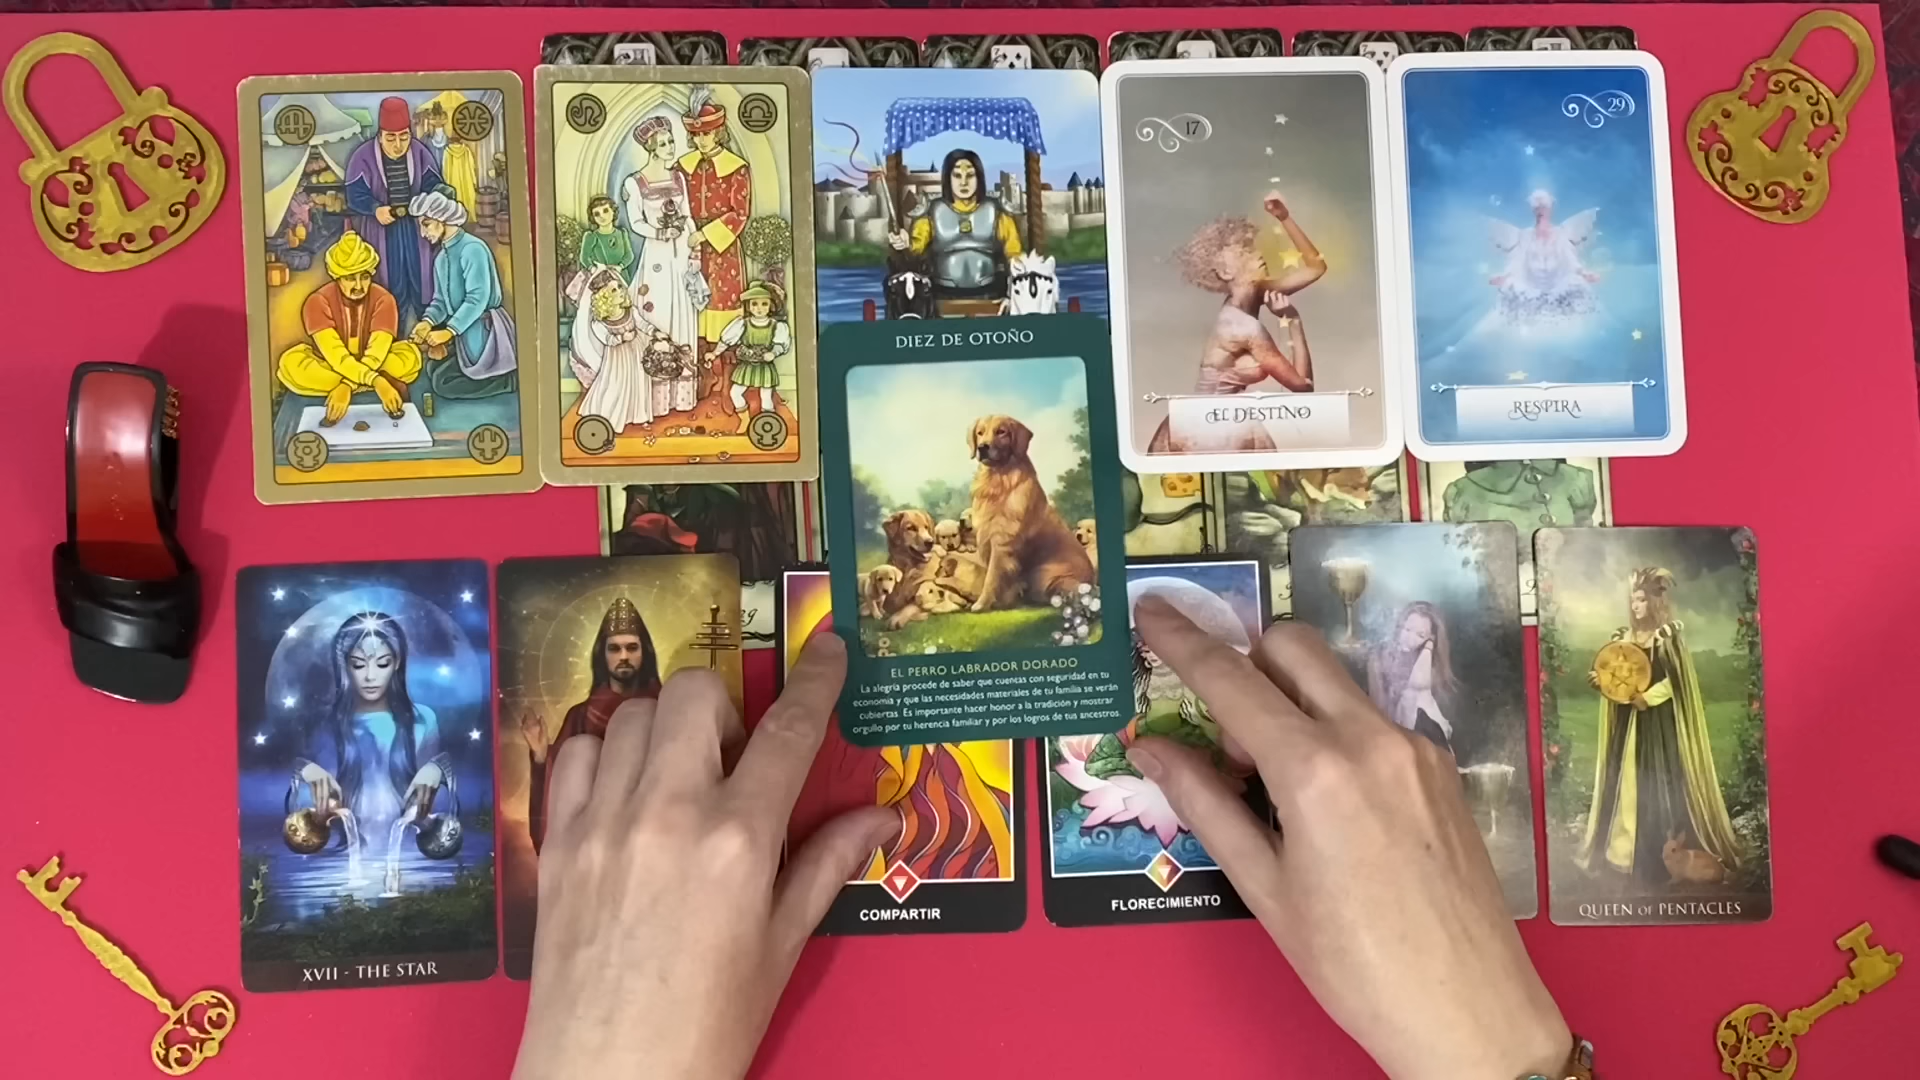 7
7
17
29
EL DESTINO
RESPIRA
DIEZ DE OTOÑO
EL PERRO LABRADOR DORADO
La alegría procede de saber que cuentas con seguridad en tu
economía y que las necesidades materiales de tu familia se verán
cubiertas. Es importante hacer honor a la tradición y mostrar
orgullo por tu herencia familiar y por los logros de tus ancestros.
XVII - THE STAR
COMPARTIR
FLORECIMIENTO
QUEEN OF PENTACLES